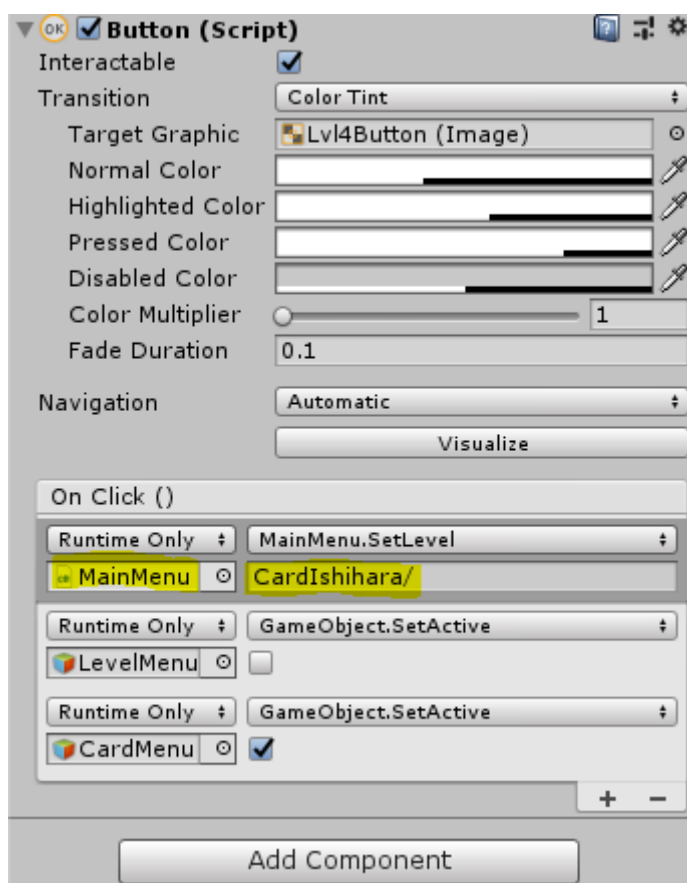 OK Button (Script)
Interactable
Transition Color Tint
Target Graphic Lvl4Button (Image)
Normal Color
Highlighted Color
Pressed Color
Disabled Color
Color Multiplier 1
Fade Duration 0.1
Navigation Automatic
Visualize
On Click ()
Runtime Only MainMenu.SetLevel
MainMenu CardIshihara/
Runtime Only GameObject.SetActive
LevelMenu
Runtime Only GameObject.SetActive
CardMenu
+ −
Add Component